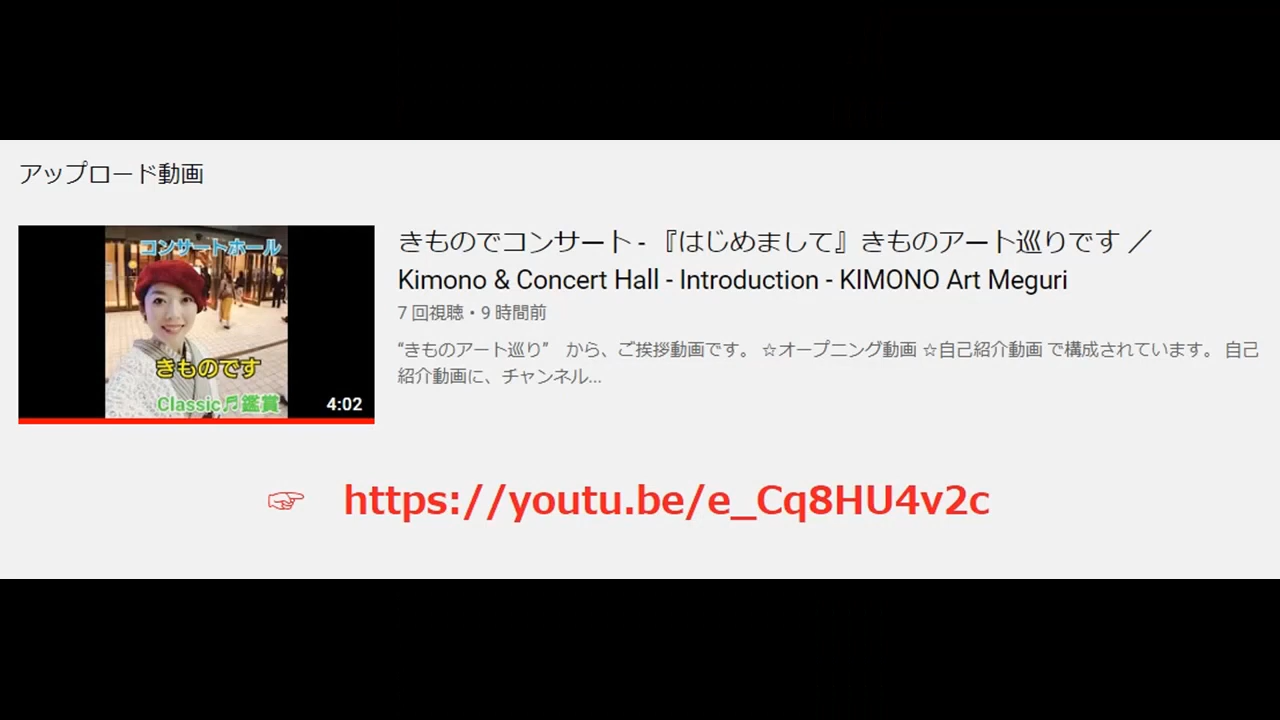 アップロード動画
コンサートホール
きものです
Classic♬鑑賞
4:02
きものでコンサート - 『はじめまして』きものアート巡りです ／
Kimono & Concert Hall - Introduction - KIMONO Art Meguri
7 回視聴・9 時間前
“きものアート巡り”　から、ご挨拶動画です。 ☆オープニング動画 ☆自己紹介動画 で構成されています。 自己
紹介動画に、チャンネル...
☞ https://youtu.be/e_Cq8HU4v2c